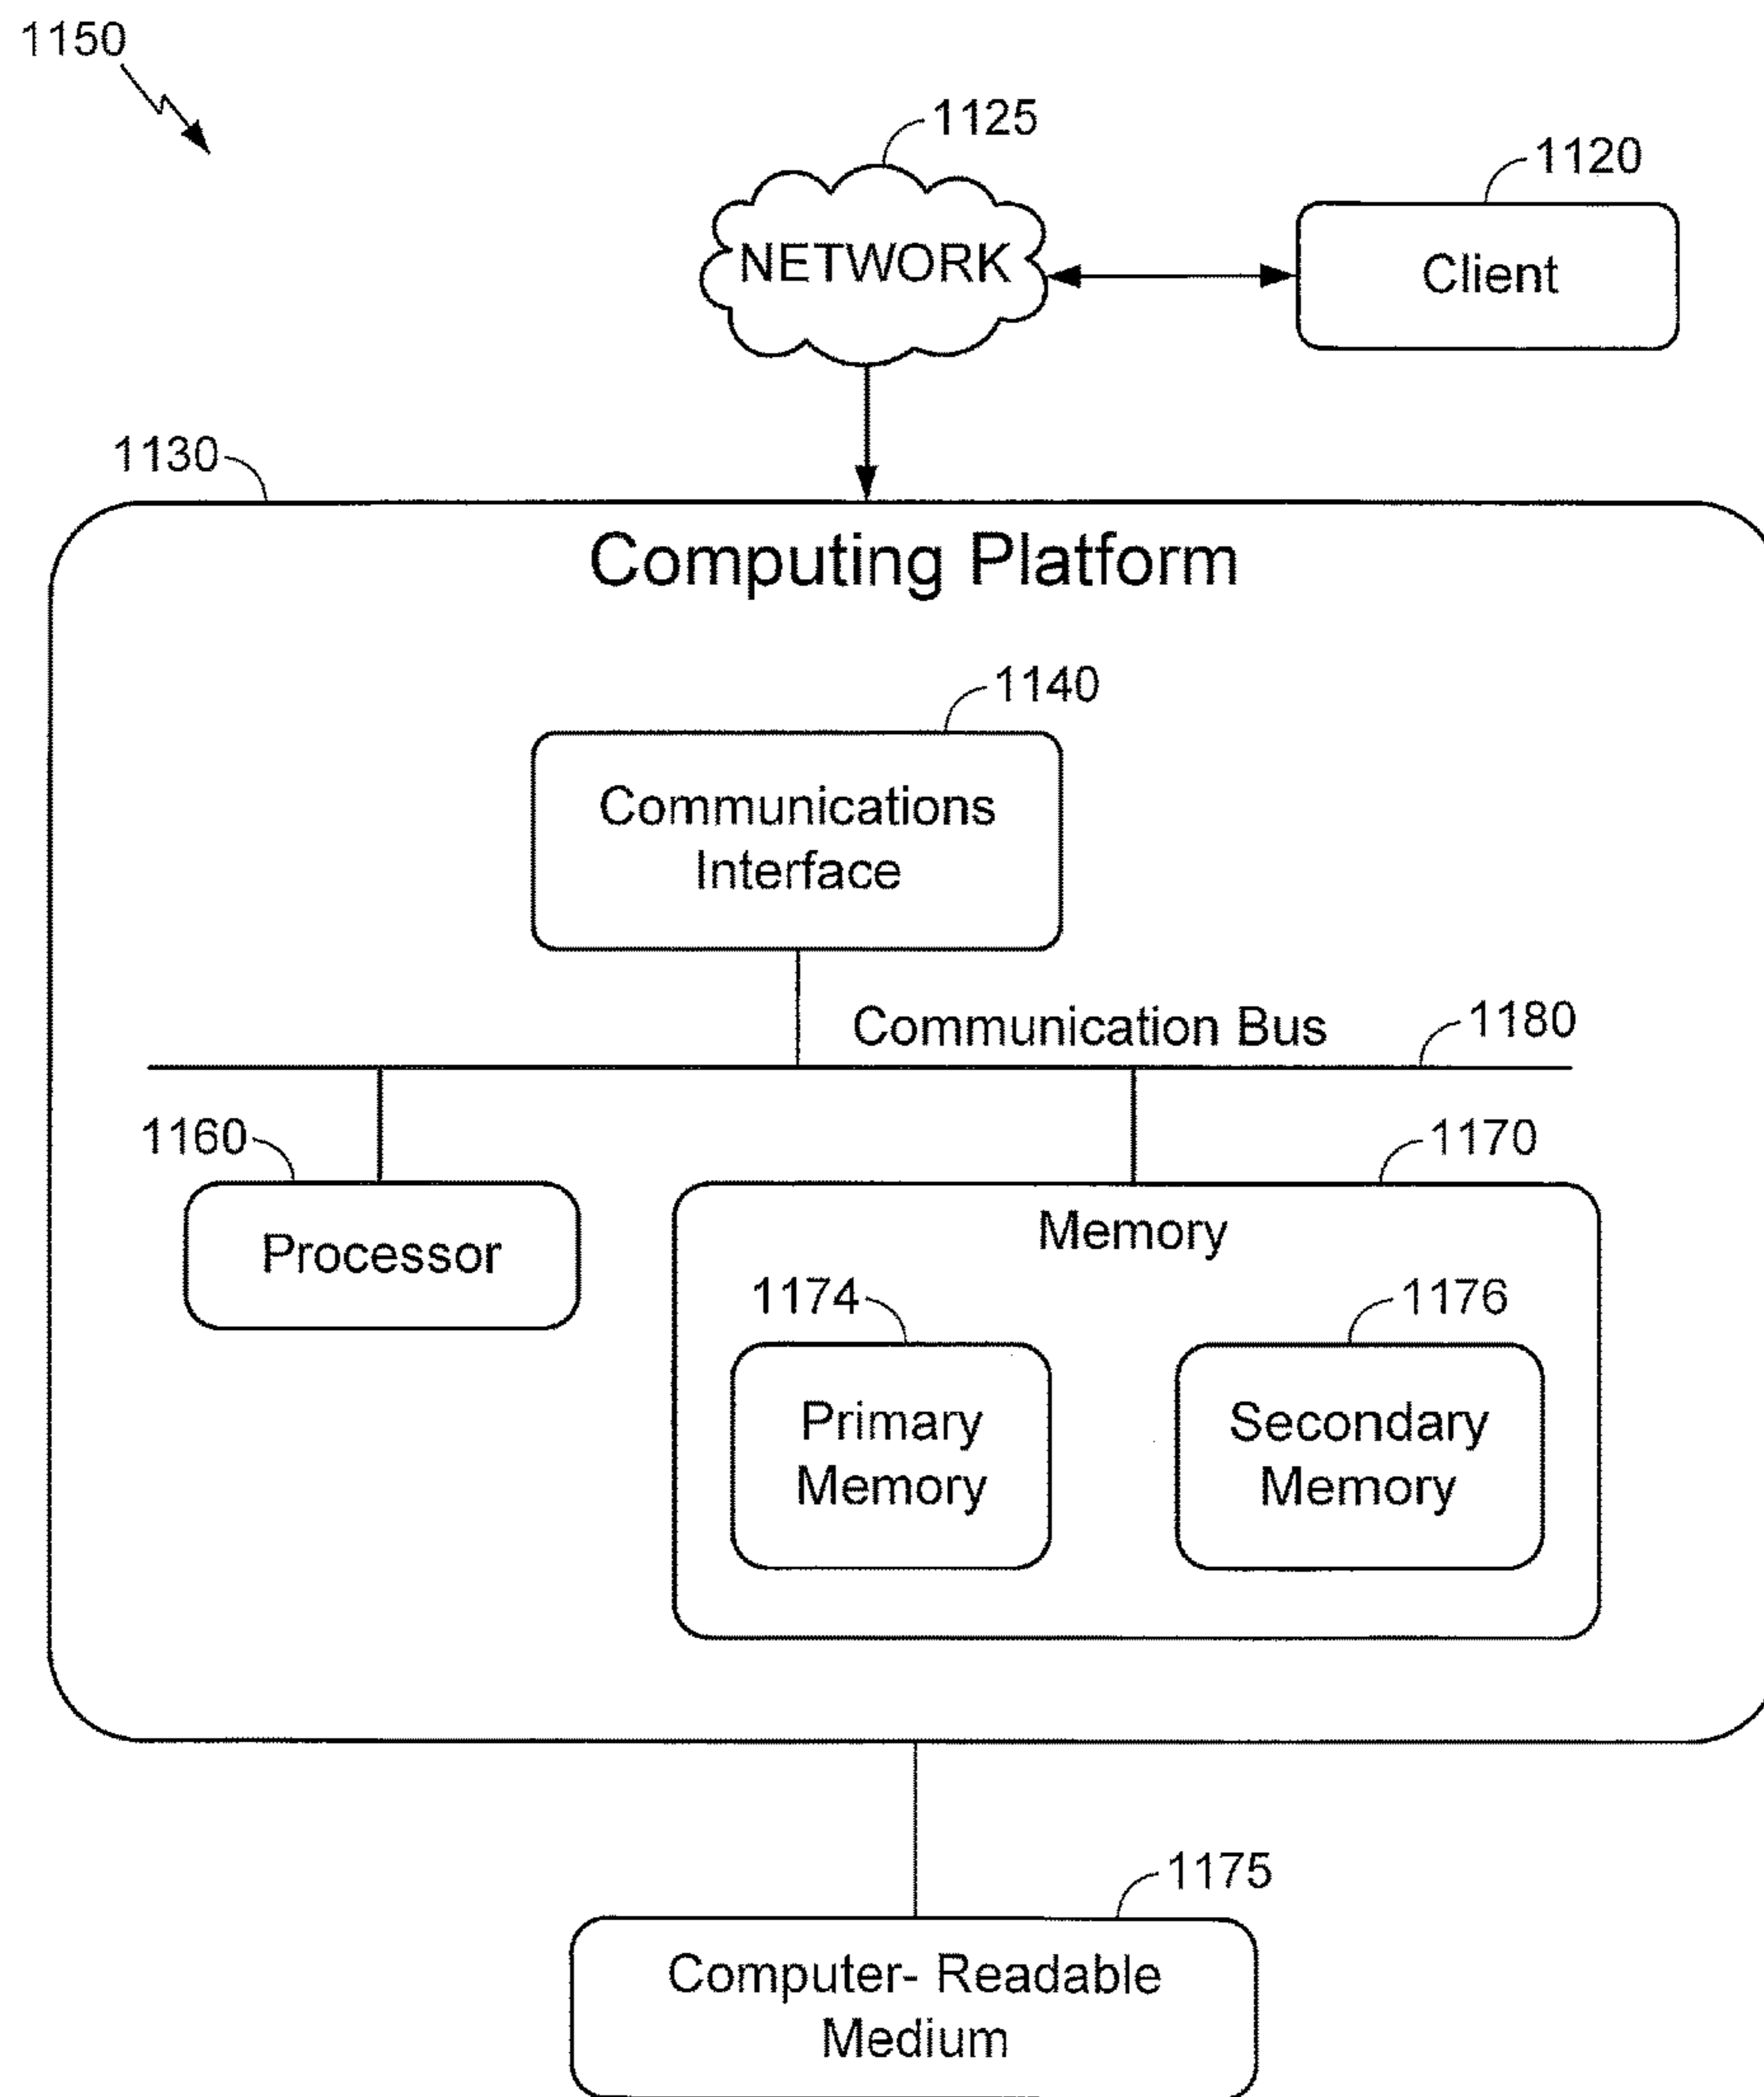 1150
1125
1120
NETWORK
Client
1130
Computing Platform
1140
Communications
Interface
Communication Bus
1180
1160
1170
Processor
Memory
1174
1176
Primary
Memory
Secondary
Memory
1175
Computer- Readable
Medium